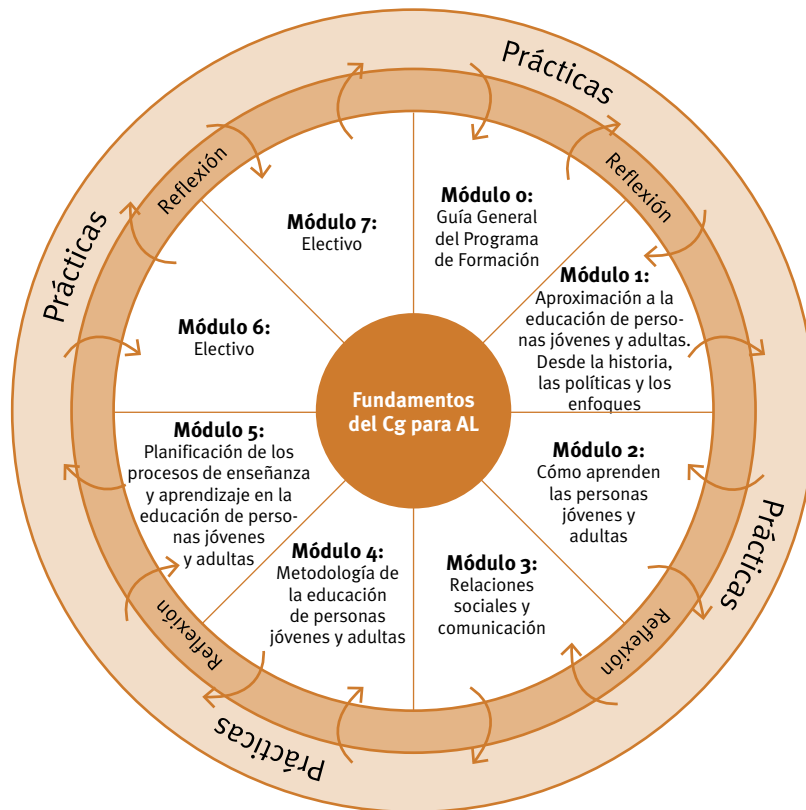 Prácticas
Reflexión
Módulo 0:
Guía General
del Programa
de Formación
Módulo 1:
Aproximación a la
educación de perso-
nas jóvenes y adultas.
Desde la historia,
las políticas y los
enfoques
Prácticas
Módulo 2:
Cómo aprenden
las personas
jóvenes y
adultas
Reflexión
Módulo 3:
Relaciones
sociales y
comunicación
Módulo 4:
Metodología de
la educación
de personas
jóvenes y adultas
Prácticas
Reflexión
Módulo 5:
Planificación de los
procesos de enseñanza
y aprendizaje en la
educación de perso-
nas jóvenes
y adultas
Módulo 6:
Electivo
Prácticas
Reflexión
Módulo 7:
Electivo
Fundamentos
del Cg para AL